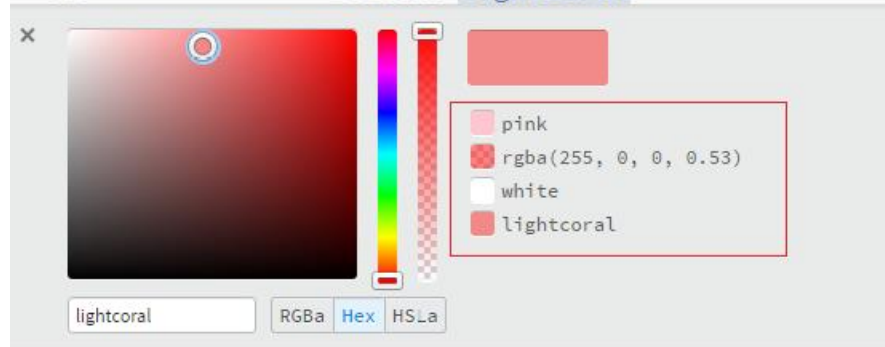 ×
pink
rgba(255, 0, 0, 0.53)
white
lightcoral
lightcoral
RGBa Hex HSLa